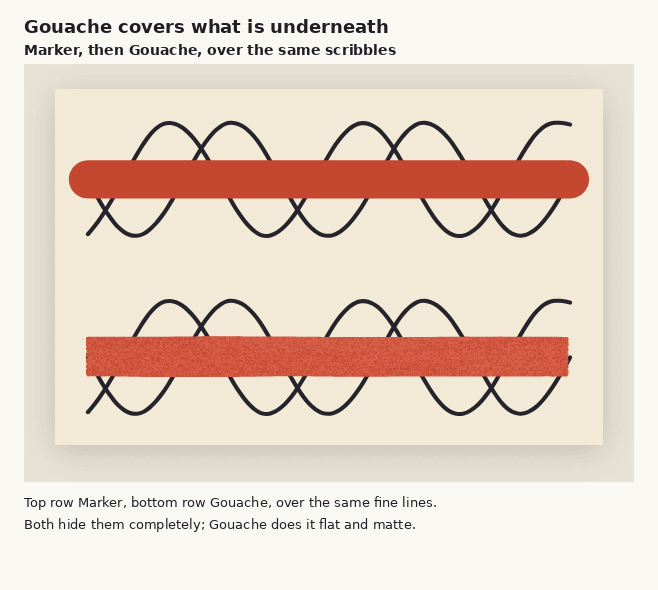 Gouache covers what is underneath
Marker, then Gouache, over the same scribbles
Top row Marker, bottom row Gouache, over the same fine lines.
Both hide them completely; Gouache does it flat and matte.